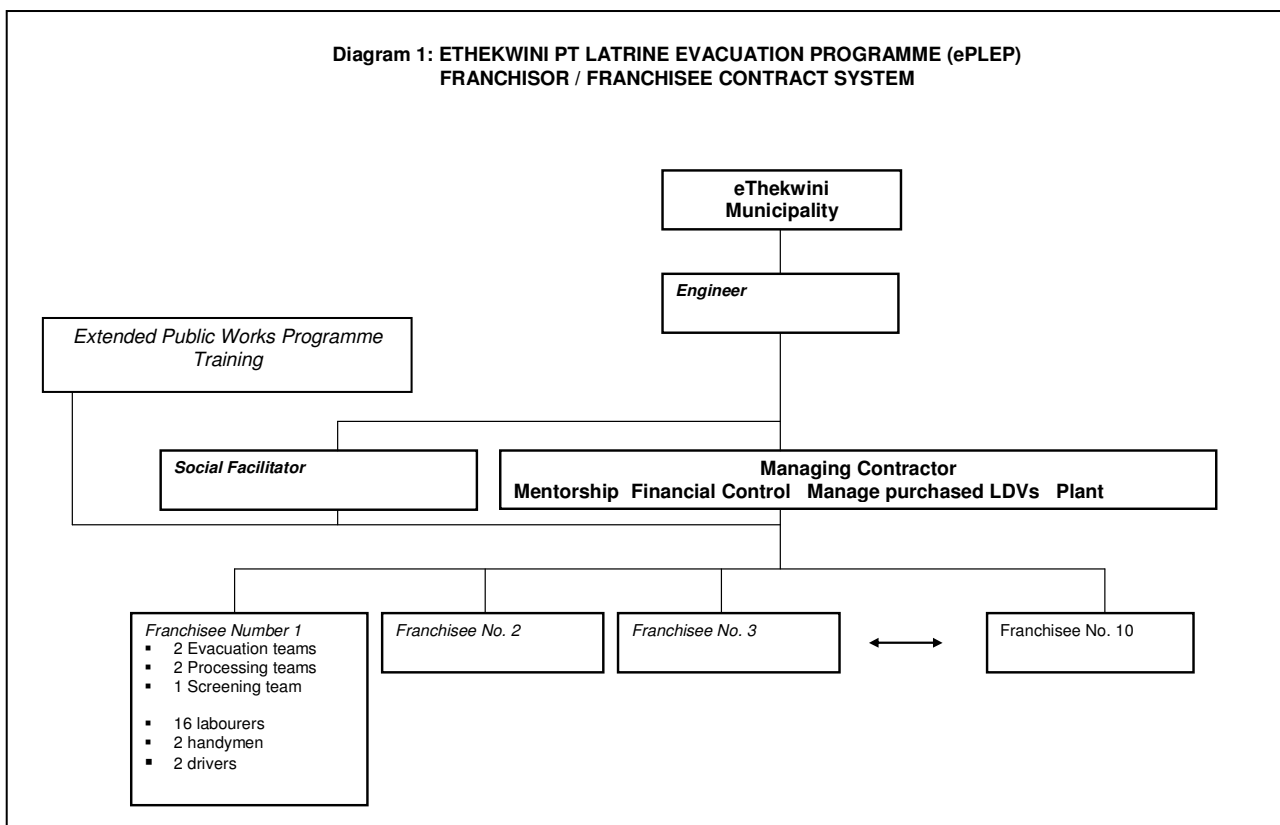 Diagram 1: ETHEKWINI PT LATRINE EVACUATION PROGRAMME (ePLEP)
FRANCHISOR / FRANCHISEE CONTRACT SYSTEM
eThekwini
Municipality
Engineer
Extended Public Works Programme
Training
Social Facilitator
Managing Contractor
Mentorship Financial Control Manage purchased LDVs Plant
Franchisee Number 1
▪ 2 Evacuation teams
▪ 2 Processing teams
▪ 1 Screening team
▪ 16 labourers
▪ 2 handymen
▪ 2 drivers
Franchisee No. 2
Franchisee No. 3
Franchisee No. 10